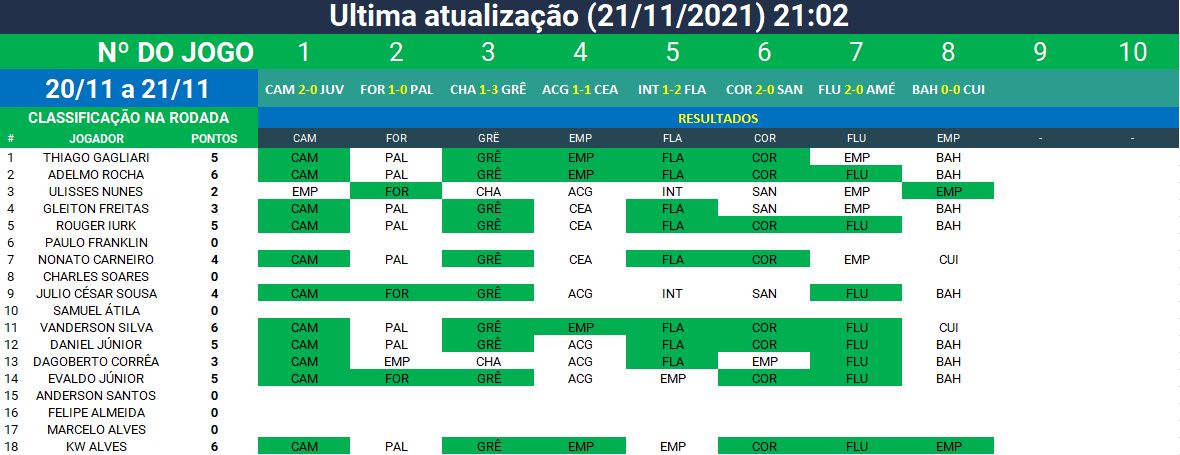 Ultima atualização (21/11/2021) 21:02
Nº DO JOGO 1 2 3 4 5 6 7 8 9 10
20/11 a 21/11 CAM 2-0 JUV FOR 1-0 PAL CHA 1-3 GRÊ ACG 1-1 CEA INT 1-2 FLA COR 2-0 SAN FLU 2-0 AMÉ BAH 0-0 CUI
CLASSIFICAÇÃO NA RODADA RESULTADOS
# JOGADOR PONTOS CAM FOR GRË EMP FLA COR FLU EMP - -
1 THIAGO GAGLIARI 5 CAM PAL GRÊ EMP FLA COR EMP BAH
2 ADELMO ROCHA 6 CAM PAL GRÊ EMP FLA COR FLU BAH
3 ULISSES NUNES 2 EMP FOR CHA ACG INT SAN EMP EMP
4 GLEITON FREITAS 3 CAM PAL GRÊ CEA FLA SAN EMP BAH
5 ROUGER IURK 5 CAM PAL GRÊ CEA FLA COR FLU BAH
6 PAULO FRANKLIN 0
7 NONATO CARNEIRO 4 CAM PAL GRÊ CEA FLA COR EMP CUI
8 CHARLES SOARES 0
9 JULIO CÉSAR SOUSA 4 CAM FOR GRÊ ACG INT SAN FLU BAH
10 SAMUEL ÁTILA 0
11 VANDERSON SILVA 6 CAM PAL GRÊ EMP FLA COR FLU CUI
12 DANIEL JÚNIOR 5 CAM PAL GRÊ ACG FLA COR FLU BAH
13 DAGOBERTO CORRÊA 3 CAM EMP CHA ACG FLA EMP FLU BAH
14 EVALDO JÚNIOR 5 CAM FOR GRÊ ACG EMP COR FLU BAH
15 ANDERSON SANTOS 0
16 FELIPE ALMEIDA 0
17 MARCELO ALVES 0
18 KW ALVES 6 CAM PAL GRÊ EMP EMP COR FLU EMP